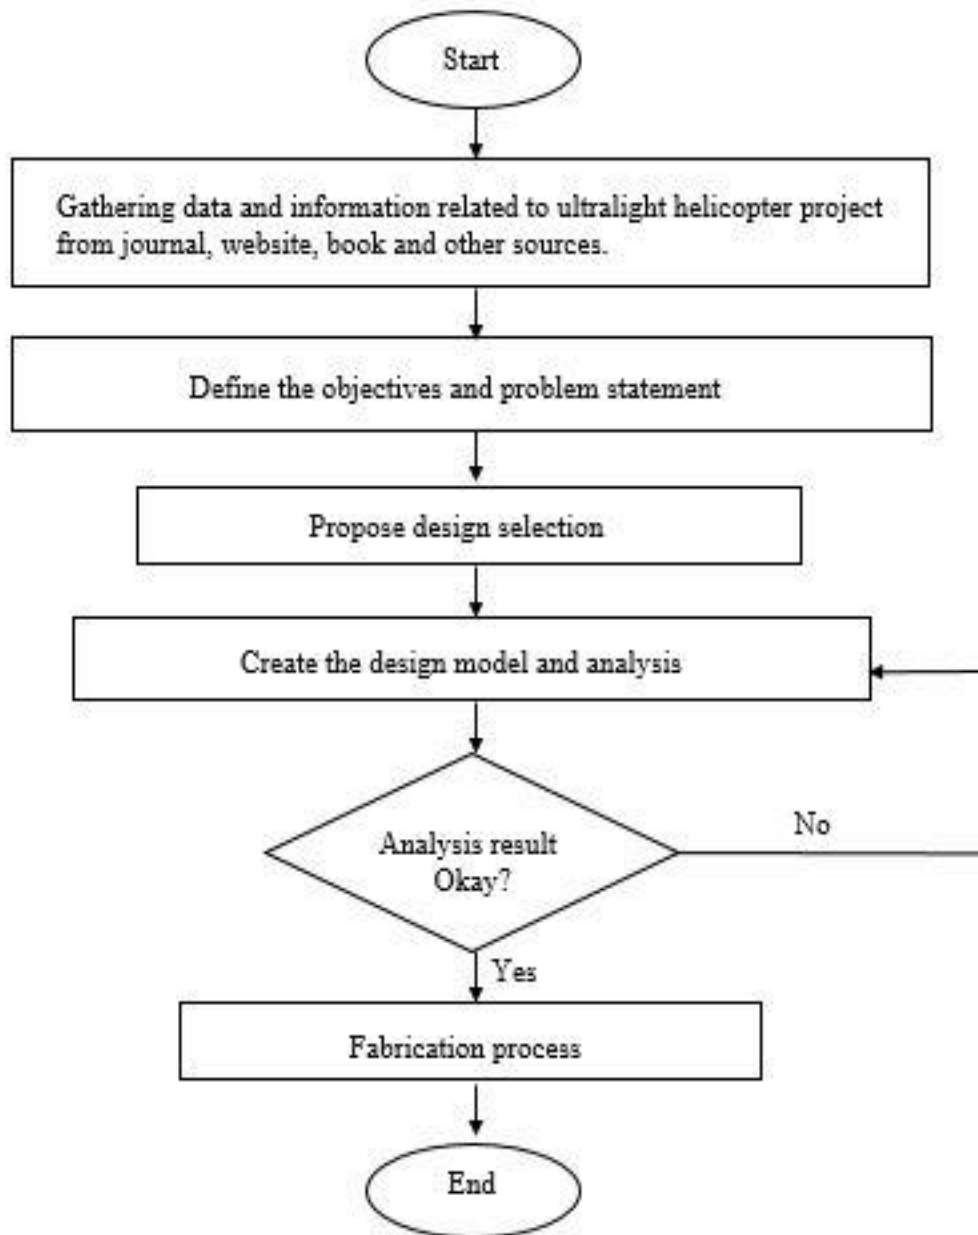 Start
Gathering data and information related to ultralight helicopter project
from journal, website, book and other sources.
Define the objectives and problem statement
Propose design selection
Create the design model and analysis
Analysis result
Okay?
No
Yes
Fabrication process
End